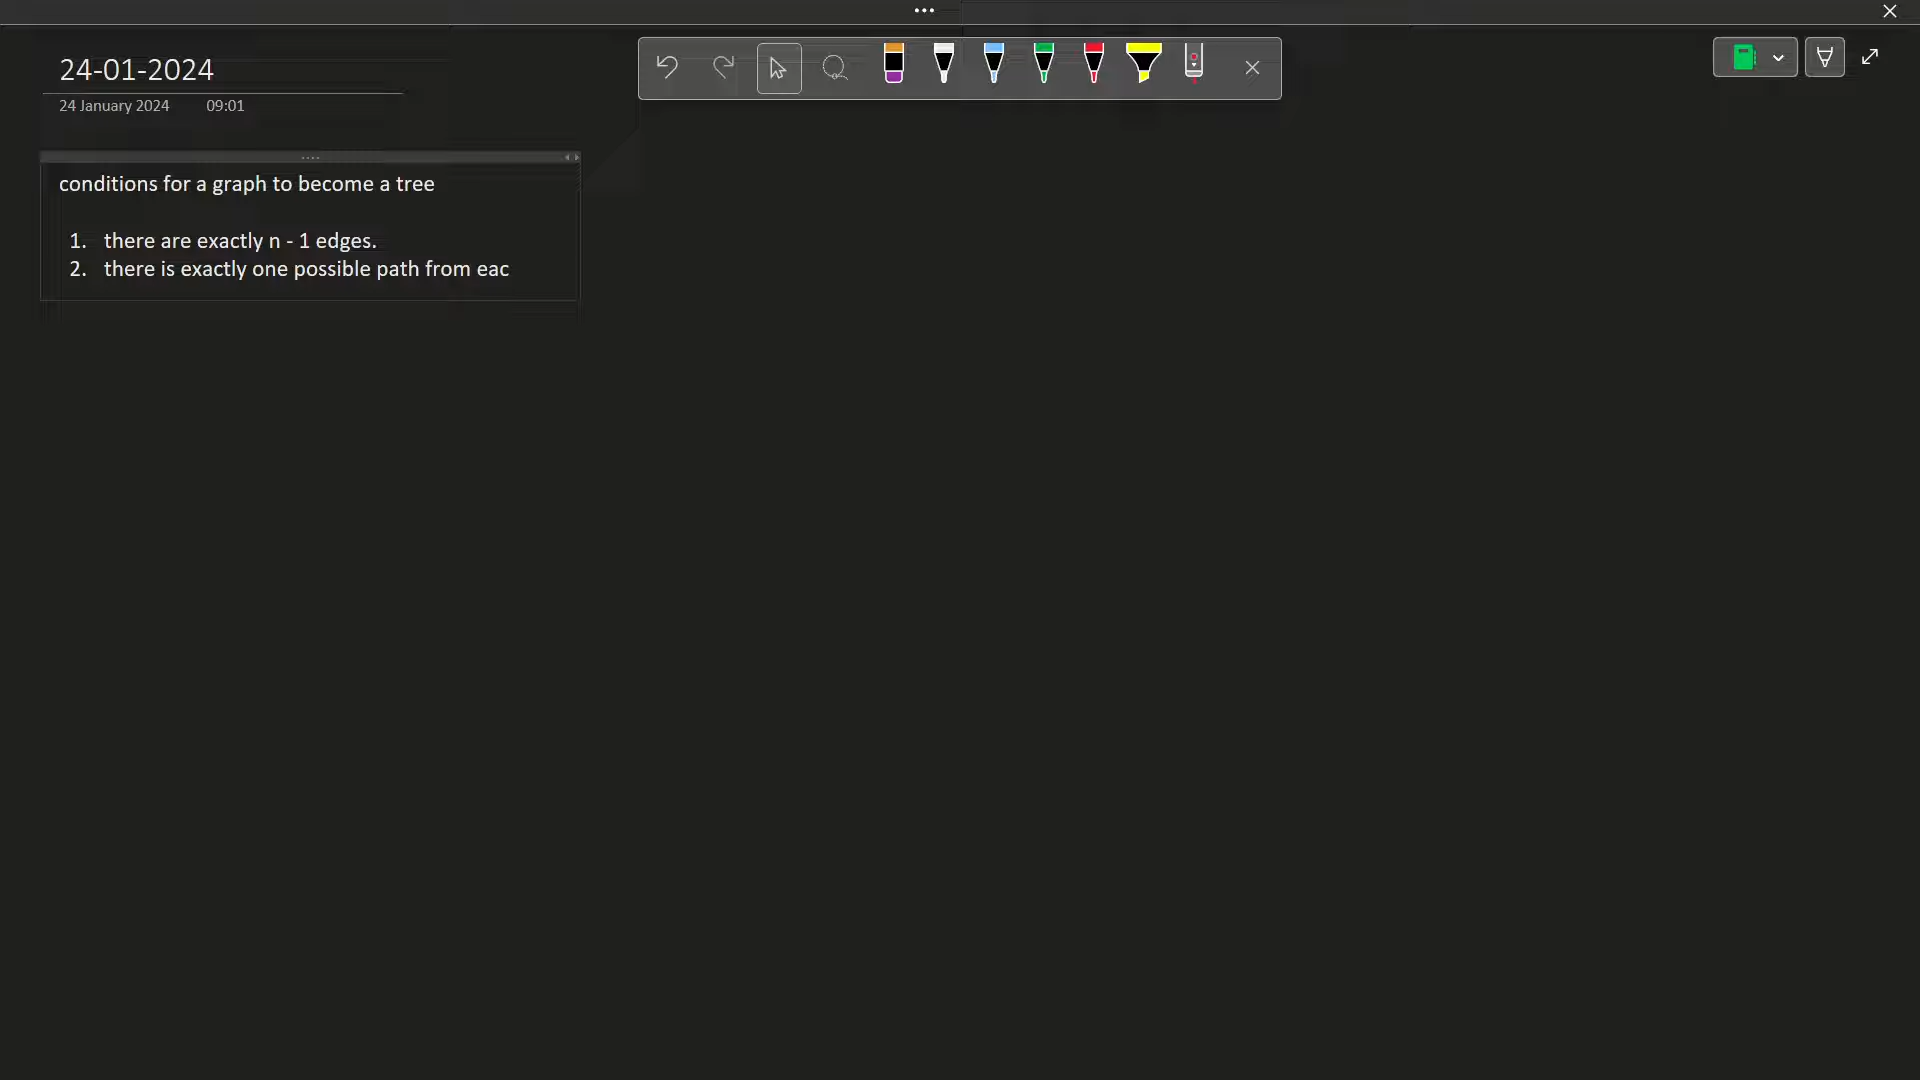 24-01-2024
24 January 2024 09:01
conditions for a graph to become a tree
1. there are exactly n - 1 edges.
2. there is exactly one possible path from eac